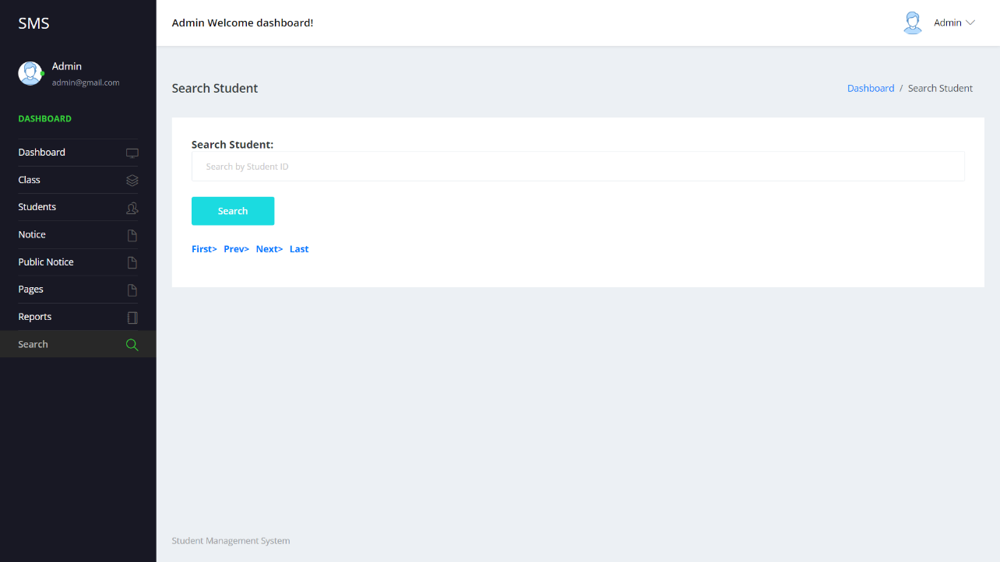 SMS
Admin
admin@gmail.com
DASHBOARD
Dashboard
Class
Students
Notice
Public Notice
Pages
Reports
Search
Admin Welcome dashboard!
Admin
Search Student
Dashboard / Search Student
Search Student:
Search by Student ID
Search
First> Prev> Next> Last
Student Management System